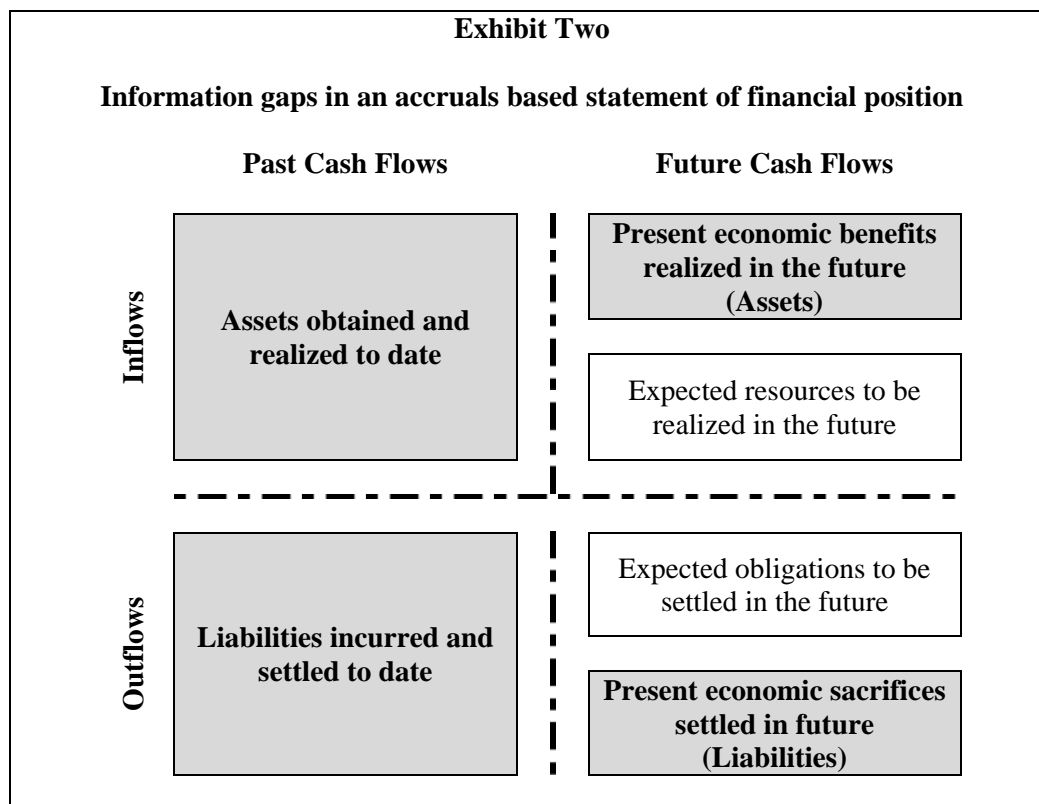 Exhibit Two
Information gaps in an accruals based statement of financial position
Past Cash Flows
Future Cash Flows
Inflows
Assets obtained and
realized to date
Present economic benefits
realized in the future
(Assets)
Expected resources to be
realized in the future
Outflows
Liabilities incurred and
settled to date
Expected obligations to be
settled in the future
Present economic sacrifices
settled in future
(Liabilities)